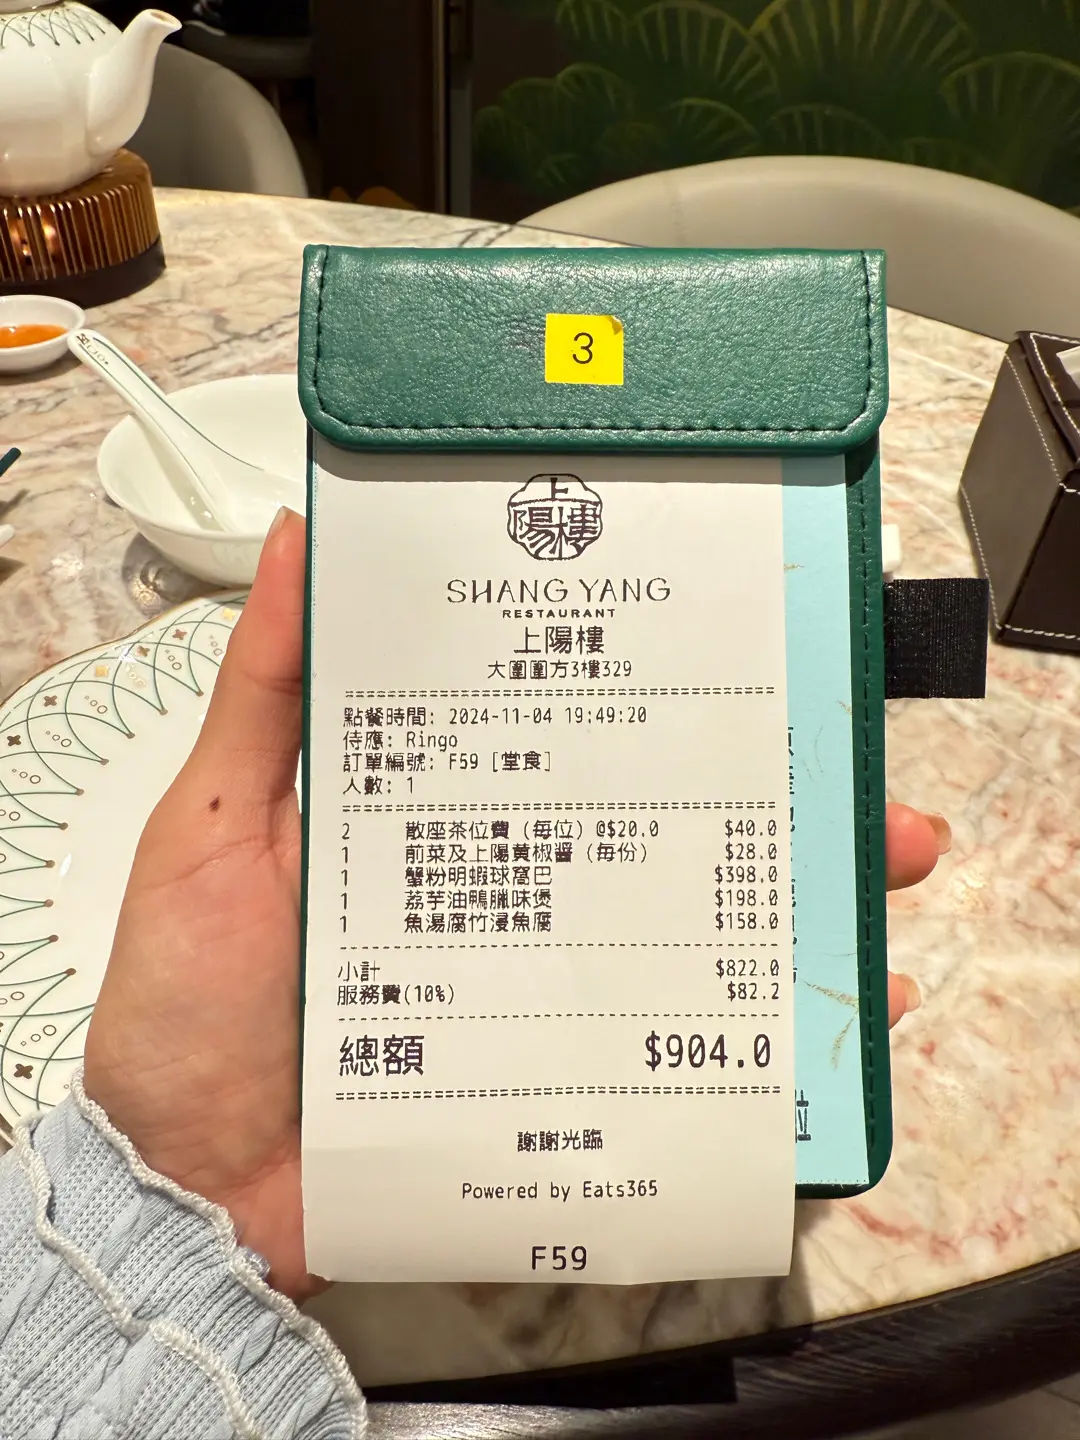 3
上陽樓
SHANG YANG
RESTAURANT
上陽樓
大圍圍方3樓329
點餐時間: 2024-11-04 19:49:20
侍應: Ringo
訂單編號: F59 [堂食]
人數: 1
2 散座茶位費 (每位) @$20.0 $40.0
1 前菜及上陽黃椒醬 (每份) $28.0
1 蟹粉明蝦球窩巴 $398.0
1 荔芋油鴨臘味煲 $198.0
1 魚湯腐竹浸魚腐 $158.0
小計 $822.0
服務費(10%) $82.2
總額 $904.0
謝謝光臨
Powered by Eats365
F59